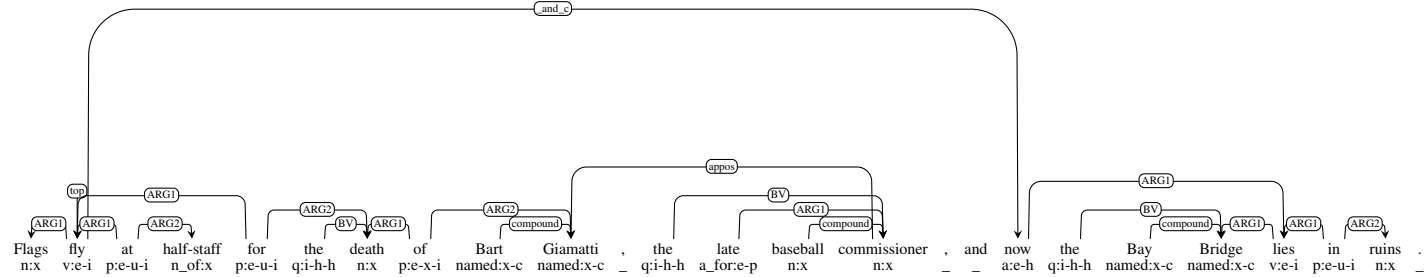 _and_c
appos
top ARG1 BV ARG1
ARG2 ARG2 ARG1 BV
ARG1 ARG1 ARG2 BV ARG1 compound compound compound ARG1 ARG1 ARG2
Flags fly at half-staff for the death of Bart Giamatti , the late baseball commissioner , and now the Bay Bridge lies in ruins .
n:x v:e-i p:e-u-i n_of:x p:e-u-i q:i-h-h n:x p:e-x-i named:x-c named:x-c _ q:i-h-h a_for:e-p n:x n:x _ _ a:e-h q:i-h-h named:x-c named:x-c v:e-i p:e-u-i n:x _